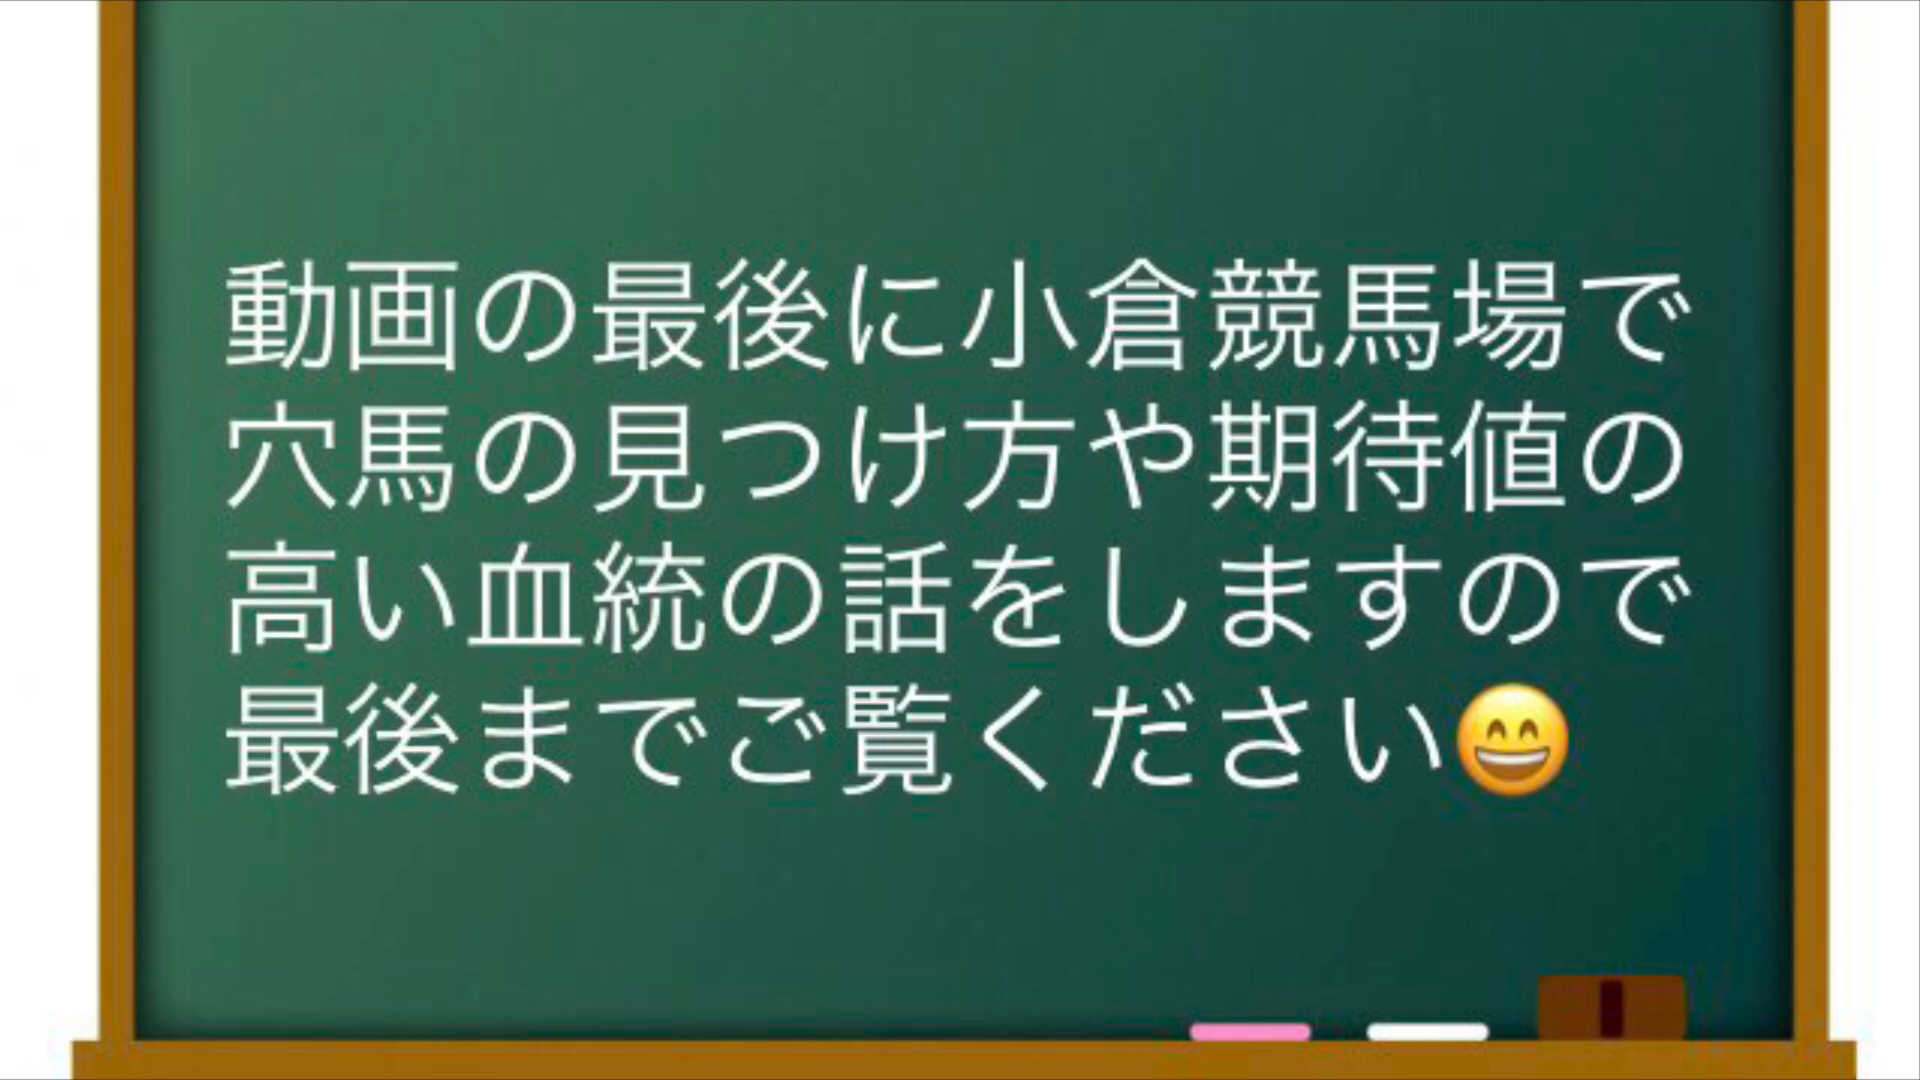 動画の最後に小倉競馬場で
穴馬の見つけ方や期待値の
高い血統の話をしますので
最後までご覧ください😄